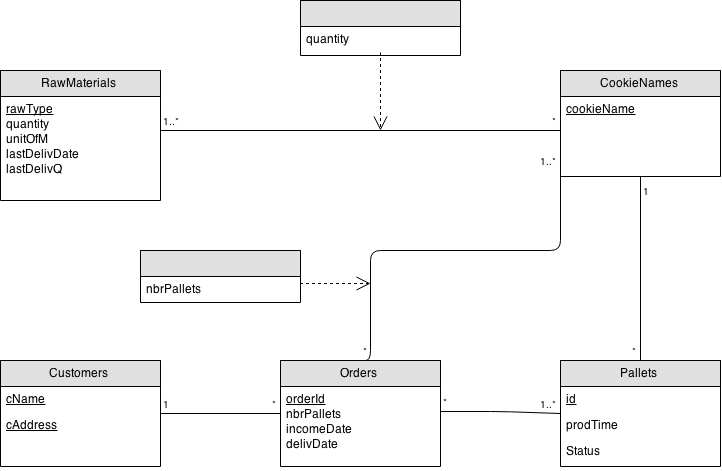 quantity
RawMaterials
rawType
quantity
unitOfM
lastDelivDate
lastDelivQ
1..*
*
CookieNames
cookieName
1..*
1
nbrPallets
*
*
Customers
cName
cAddress
1
*
Orders
orderId
nbrPallets
incomeDate
delivDate
*
1..*
Pallets
id
prodTime
Status